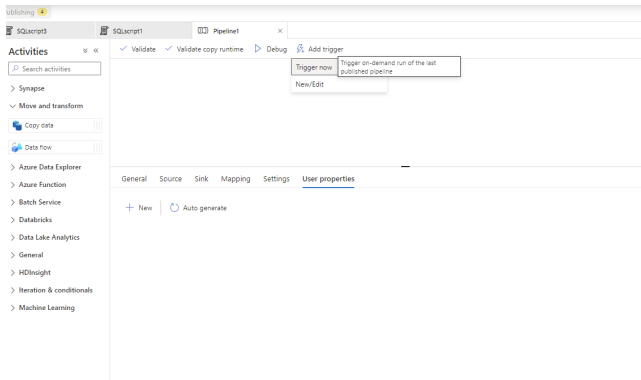 ublishing 4
SQLscript3
SQLscript1
Pipeline1
Activities
Validate
Validate copy runtime
Debug
Add trigger
Search activities
Trigger now
Trigger on-demand run of the last
published pipeline
New/Edit
Synapse
Move and transform
Copy data
Data flow
Azure Data Explorer
Azure Function
Batch Service
Databricks
Data Lake Analytics
General
HDInsight
Iteration & conditionals
Machine Learning
General
Source
Sink
Mapping
Settings
User properties
New
Auto generate